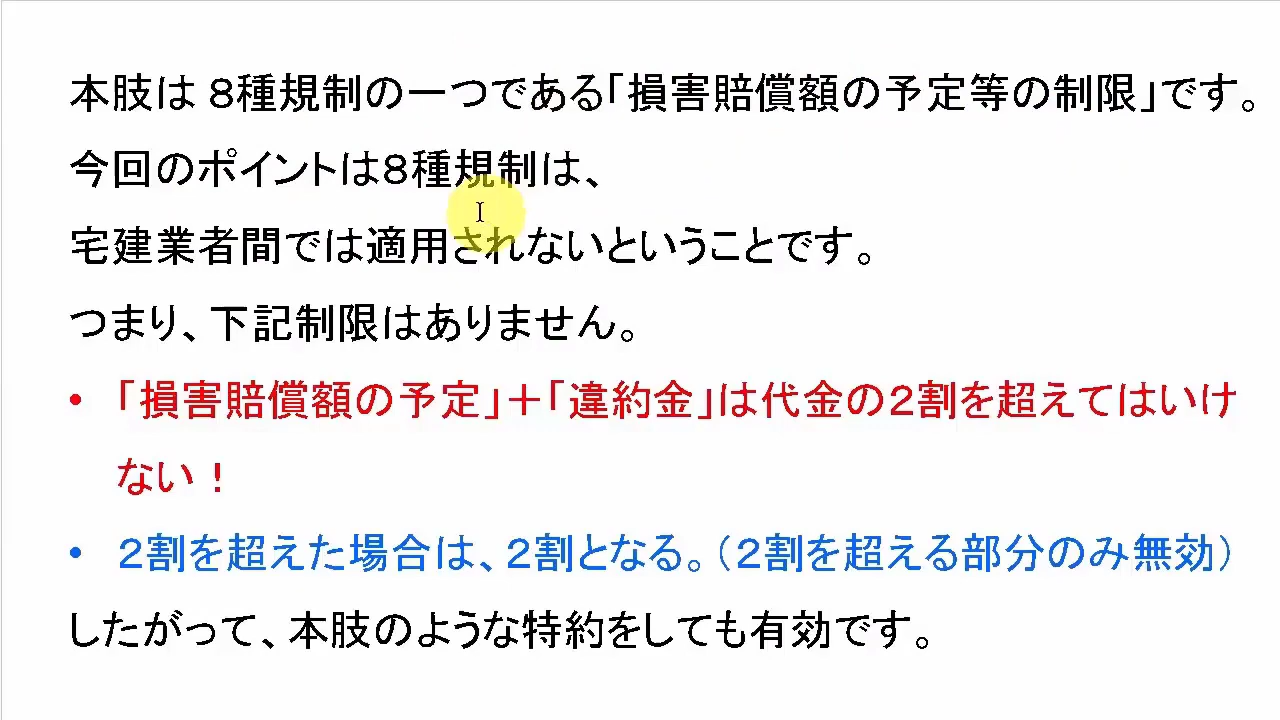 本肢は８種規制の一つである「損害賠償額の予定等の制限」です。
今回のポイントは８種規制は、
宅建業者間では適用されないということです。
つまり、下記制限はありません。
• 「損害賠償額の予定」＋「違約金」は代金の２割を超えてはいけ
ない！
• ２割を超えた場合は、２割となる。（２割を超える部分のみ無効）
したがって、本肢のような特約をしても有効です。